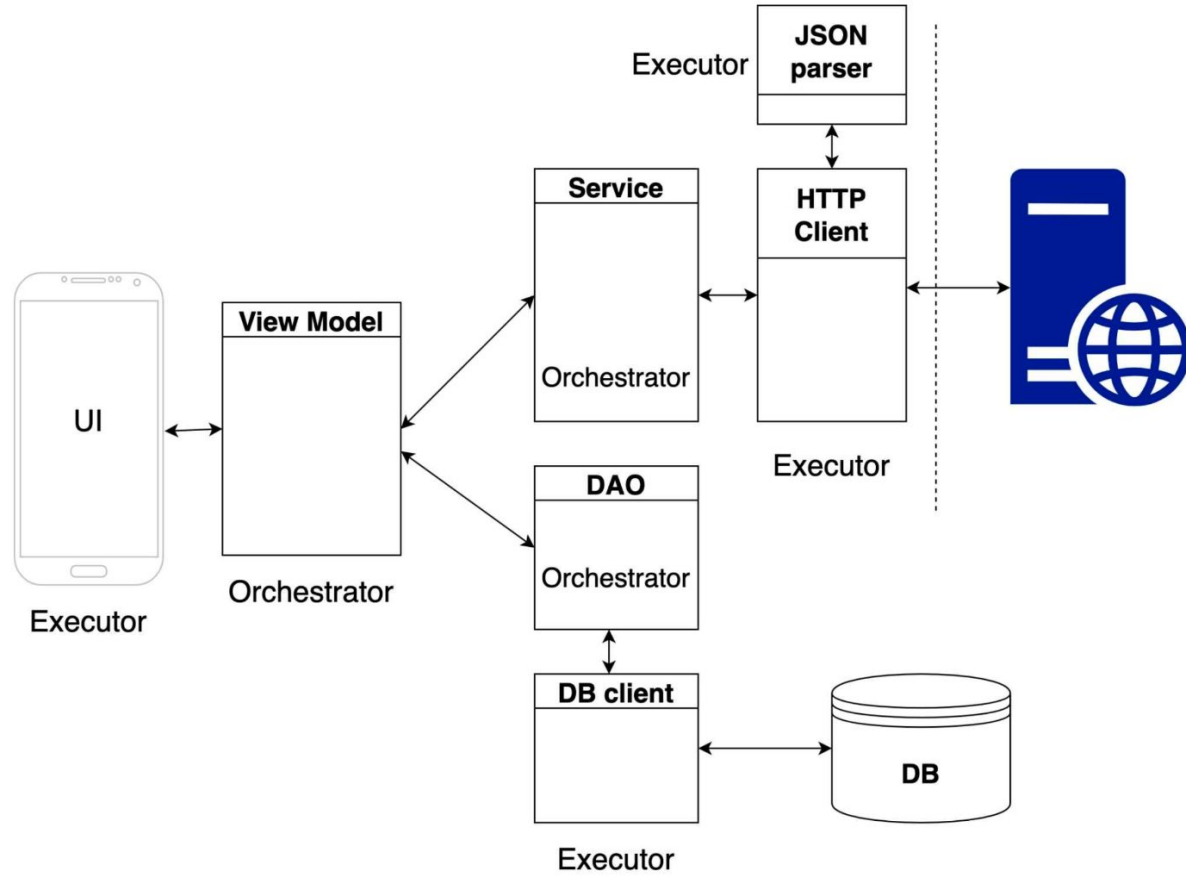 JSON
parser
Executor
Service
HTTP
Client
View Model
Orchestrator
UI
Executor
DAO
Orchestrator
Orchestrator
Executor
DB client
DB
Executor